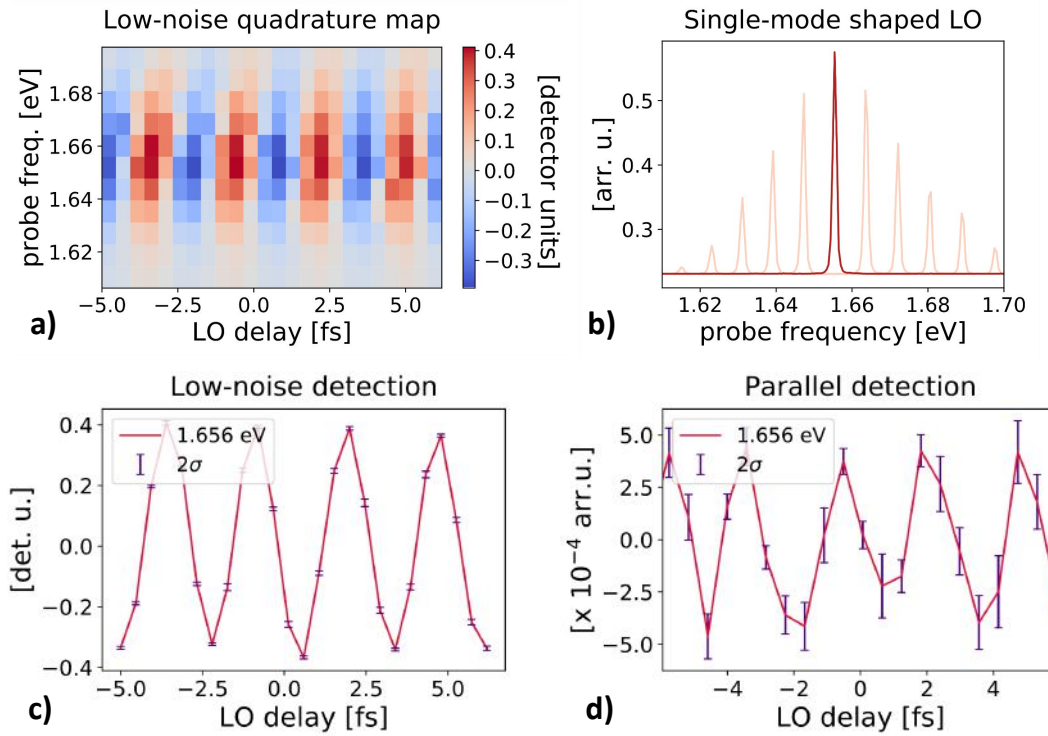 Low-noise quadrature map
probe freq. [eV]
1.68
1.66
1.64
1.62
−5.0 −2.5 0.0 2.5 5.0
LO delay [fs]
0.4
0.3
0.2
0.1
0.0
−0.1
−0.2
−0.3
[detector units]
a)
Single-mode shaped LO
[arr. u.]
0.5
0.4
0.3
1.62 1.64 1.66 1.68 1.70
probe frequency [eV]
b)
Low-noise detection
1.656 eV
2σ
[det. u.]
0.4
0.2
0.0
−0.2
−0.4
−5.0 −2.5 0.0 2.5 5.0
LO delay [fs]
c)
Parallel detection
1.656 eV
2σ
[x 10⁻⁴ arr.u.]
5.0
2.5
0.0
−2.5
−5.0
−4 −2 0 2 4
LO delay [fs]
d)